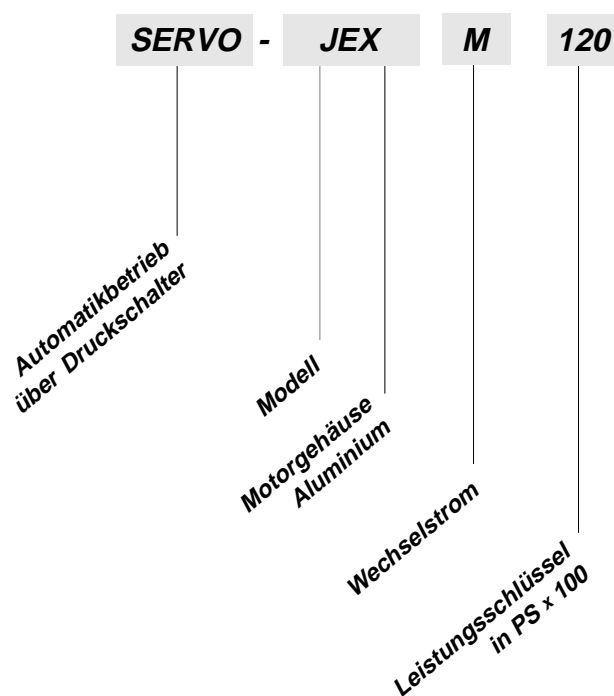 SERVO - JEX M 120
Automatikbetrieb
über Druckschalter
Modell
Motorgehäuse
Aluminium
Wechselstrom
Leistungsschlüssel
in PS x 100